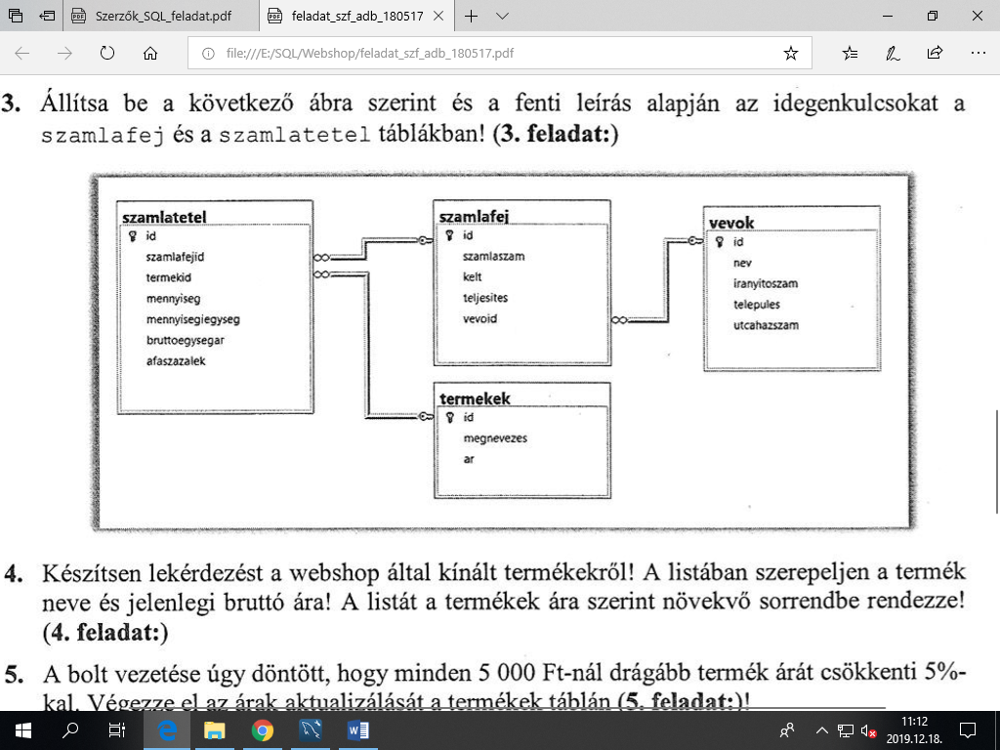 Szerzők_SQL_feladat.pdf
feladat_szf_adb_180517
file:///E:/SQL/Webshop/feladat_szf_adb_180517.pdf
3. Állítsa be a következő ábra szerint és a fenti leírás alapján az idegenkulcsokat a
szamlafej és a szamlatetel táblákban! (3. feladat:)
szamlatetel
id
szamlafejid
termekid
mennyiseg
mennyisegiegyseg
bruttoegysegar
afaszazalek
szamlafej
id
szamlaszam
kelt
teljesites
vevoid
vevok
id
nev
iranyitoszam
telepules
utcahazszam
termekek
id
megnevezes
ar
4. Készítsen lekérdezést a webshop által kínált termékekről! A listában szerepeljen a termék
neve és jelenlegi bruttó ára! A listát a termékek ára szerint növekvő sorrendbe rendezze!
(4. feladat:)
5. A bolt vezetése úgy döntött, hogy minden 5 000 Ft-nál drágább termék árát csökkenti 5%-
kal. Végezze el az árak aktualizálását a termékek táblán (5. feladat:)!
11:12
2019.12.18.